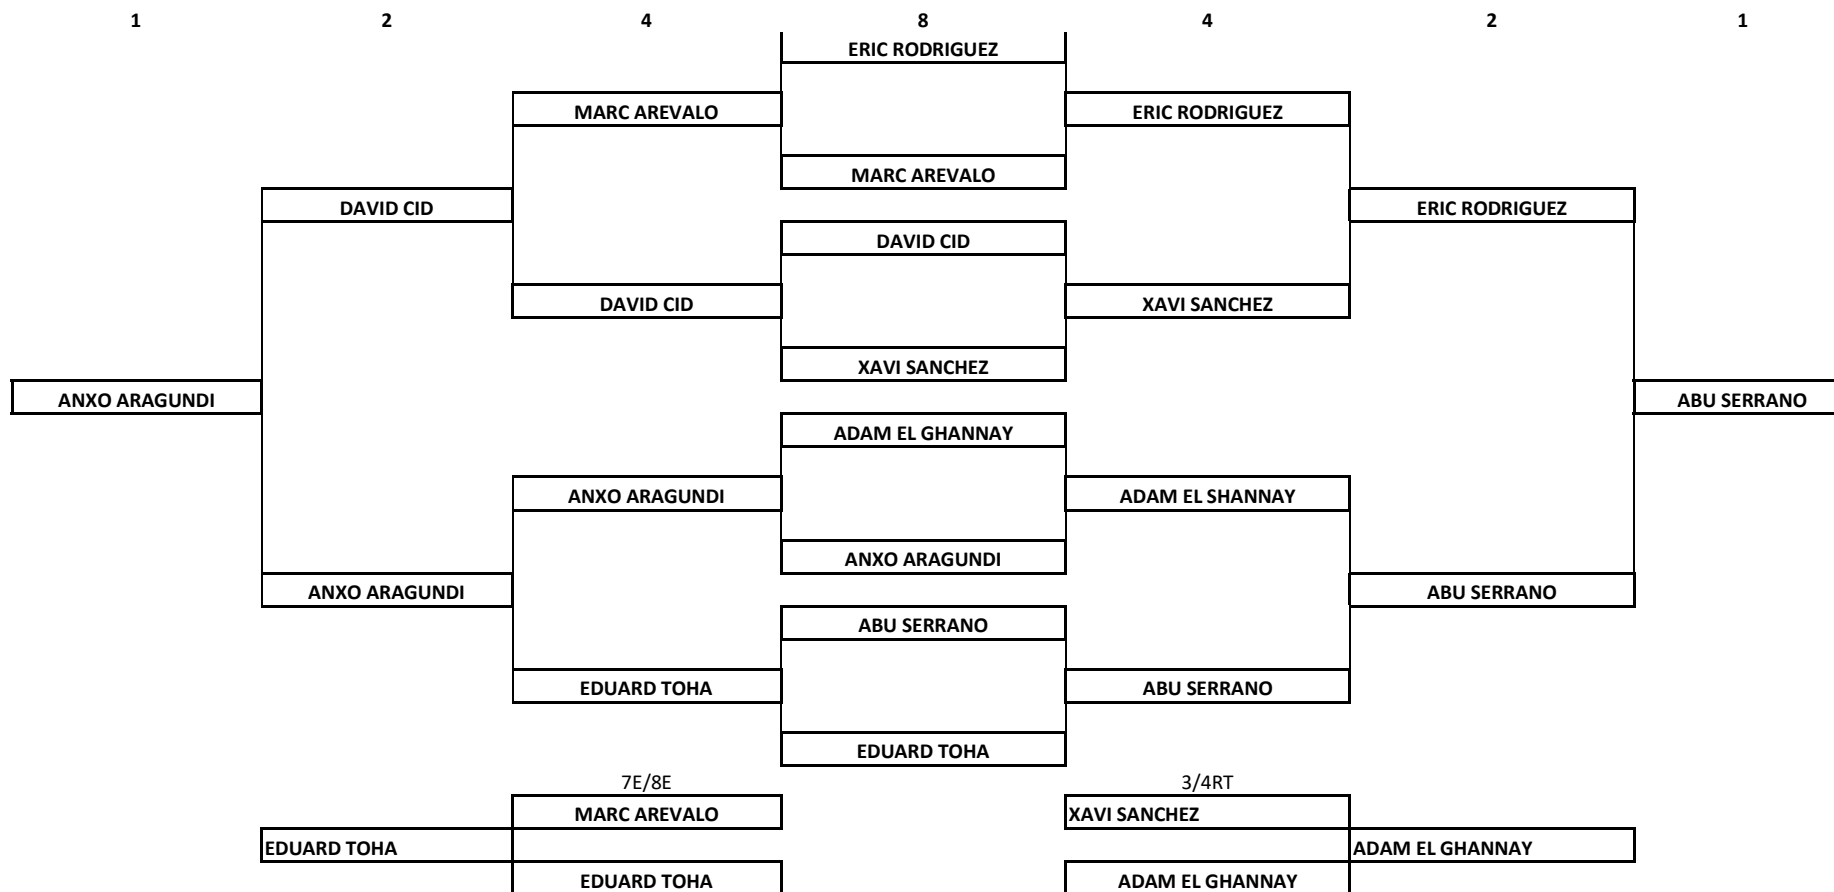 1 2 4 8 4 2 1
ERIC RODRIGUEZ
MARC AREVALO ERIC RODRIGUEZ
MARC AREVALO
DAVID CID ERIC RODRIGUEZ
DAVID CID
DAVID CID XAVI SANCHEZ
XAVI SANCHEZ
ANXO ARAGUNDI ABU SERRANO
ADAM EL GHANNAY
ANXO ARAGUNDI ADAM EL SHANNAY
ANXO ARAGUNDI
ANXO ARAGUNDI ABU SERRANO
ABU SERRANO
EDUARD TOHA ABU SERRANO
EDUARD TOHA
7E/8E 3/4RT
MARC AREVALO XAVI SANCHEZ
EDUARD TOHA ADAM EL GHANNAY
EDUARD TOHA ADAM EL GHANNAY